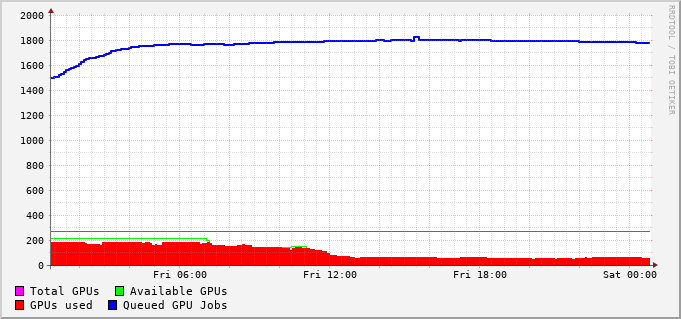 2000
1800
1600
1400
1200
1000
800
600
400
200
0
Fri 06:00 Fri 12:00 Fri 18:00 Sat 00:00
Total GPUs Available GPUs
GPUs used Queued GPU Jobs
RRDTOOL / TOBI OETIKER